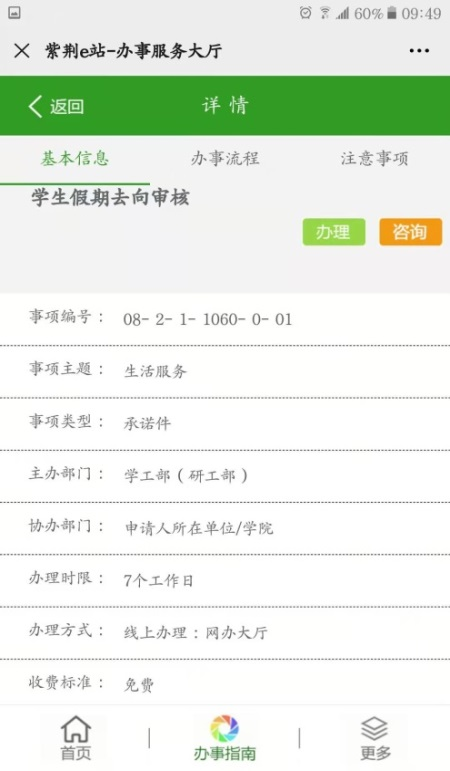 60% 09:49
紫荆e站-办事服务大厅
返回 详情
基本信息 办事流程 注意事项
学生假期去向审核
办理 咨询
事项编号： 08- 2- 1- 1060- 0- 01
事项主题： 生活服务
事项类型： 承诺件
主办部门： 学工部（研工部）
协办部门： 申请人所在单位/学院
办理时限： 7个工作日
办理方式： 线上办理：网办大厅
收费标准： 免费
首页 办事指南 更多